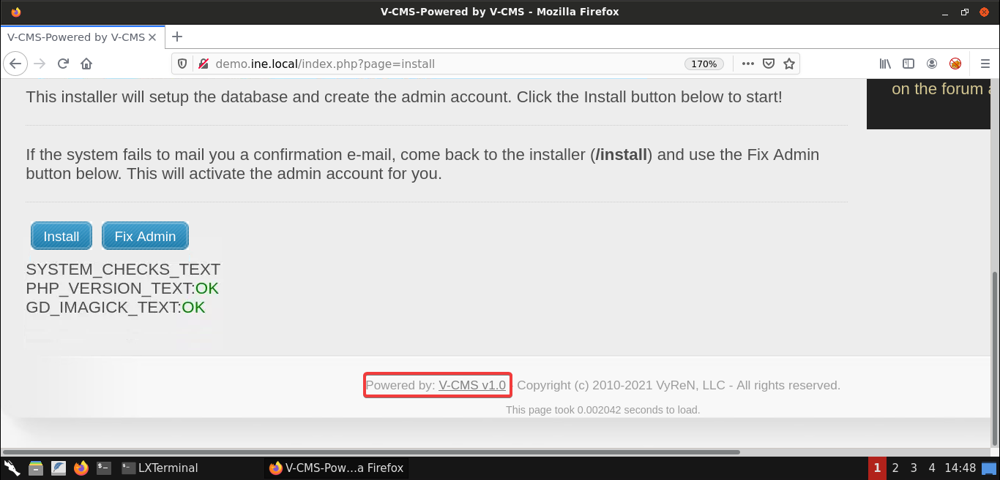 V-CMS-Powered by V-CMS - Mozilla Firefox
V-CMS-Powered by V-CMS
demo.ine.local/index.php?page=install
170%
This installer will setup the database and create the admin account. Click the Install button below to start!
on the forum a
If the system fails to mail you a confirmation e-mail, come back to the installer (/install) and use the Fix Admin
button below. This will activate the admin account for you.
Install Fix Admin
SYSTEM_CHECKS_TEXT
PHP_VERSION_TEXT:OK
GD_IMAGICK_TEXT:OK
Powered by: V-CMS v1.0 - Copyright (c) 2010-2021 VyReN, LLC - All rights reserved.
This page took 0.002042 seconds to load.
LXTerminal V-CMS-Pow...a Firefox 1 2 3 4 14:48